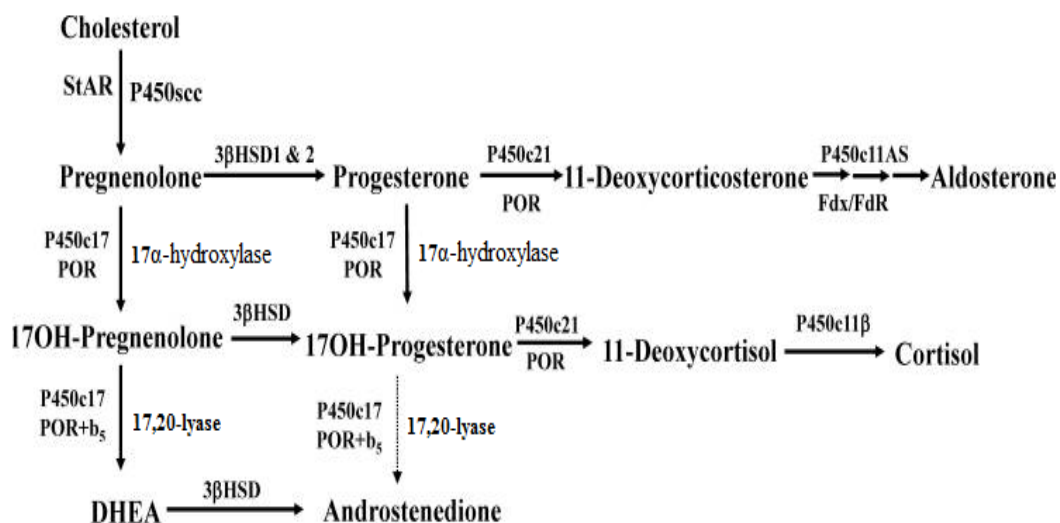 Cholesterol
StAR P450scc
3βHSD1 & 2 P450c21 P450c11AS
Pregnenolone Progesterone 11-Deoxycorticosterone Aldosterone
POR Fdx/FdR
P450c17 17α-hydroxylase P450c17 17α-hydroxylase
POR POR
3βHSD P450c21 P450c11β
17OH-Pregnenolone 17OH-Progesterone 11-Deoxycortisol Cortisol
POR
P450c17 17,20-lyase P450c17 17,20-lyase
POR+b₅ POR+b₅
3βHSD
DHEA Androstenedione